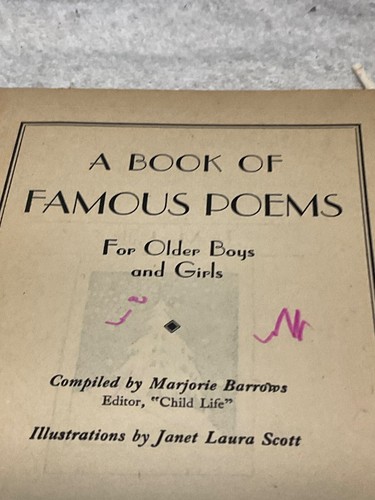 A BOOK OF
FAMOUS POEMS
For Older Boys
and Girls
Compiled by Marjorie Barrows
Editor, "Child Life"
Illustrations by Janet Laura Scott